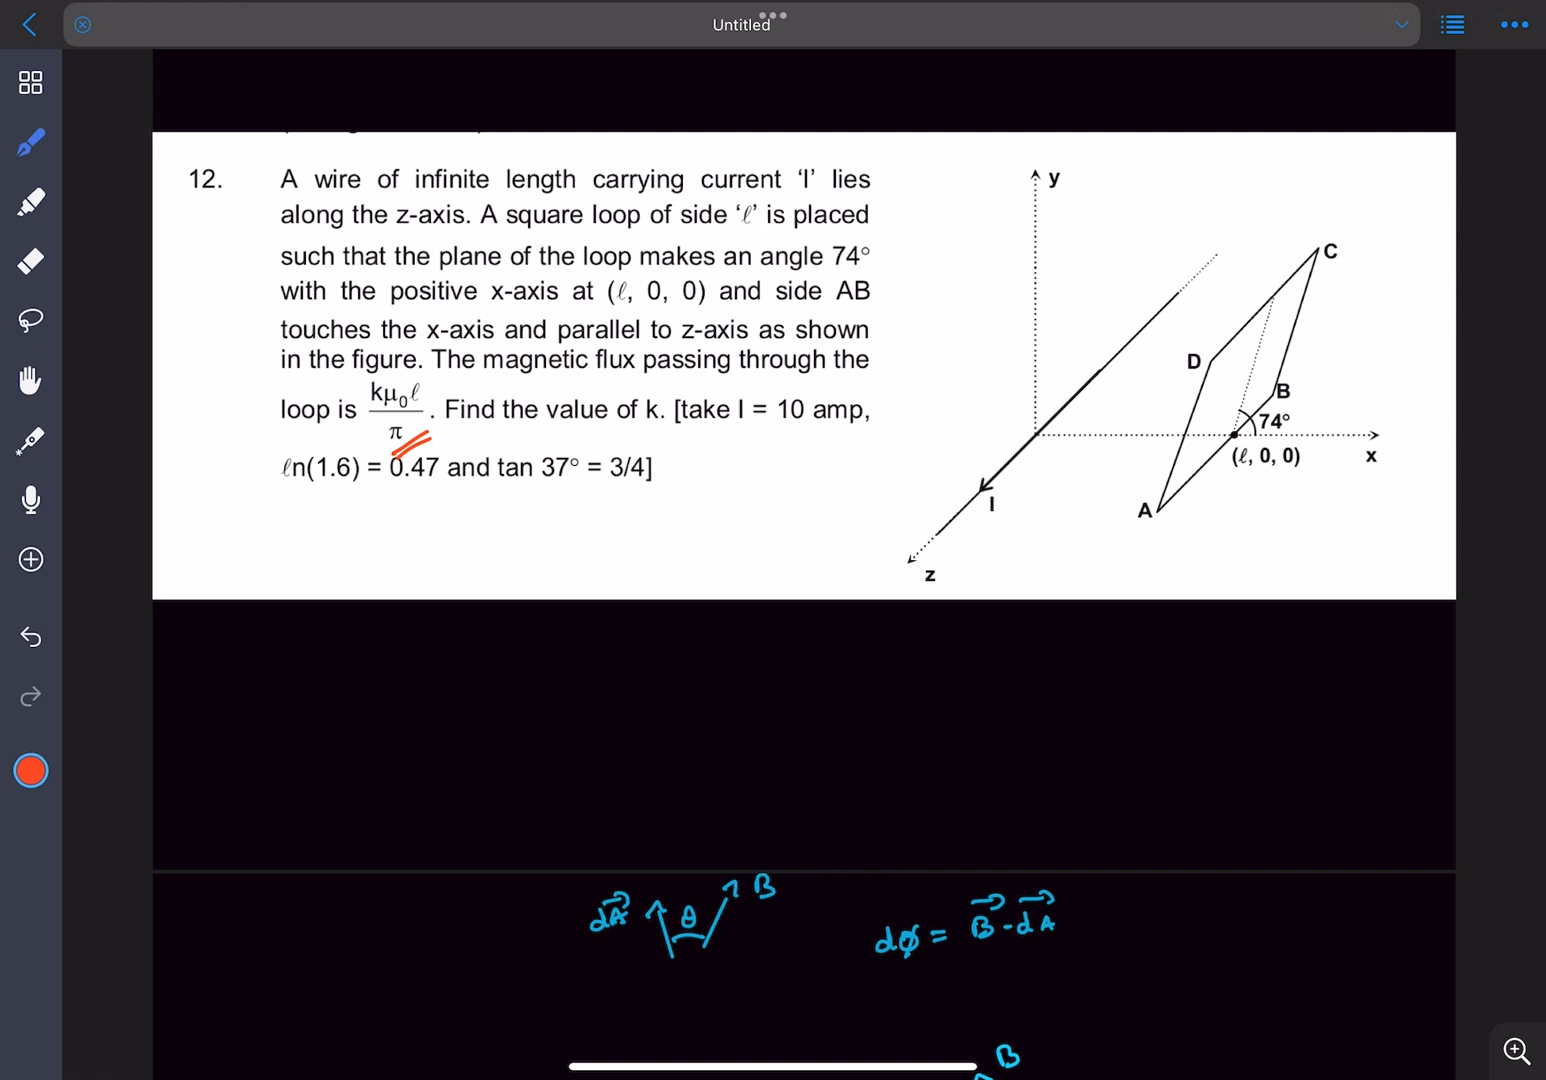 Untitled
12.
A wire of infinite length carrying current ‘I’ lies
along the z-axis. A square loop of side ‘ℓ’ is placed
such that the plane of the loop makes an angle 74°
with the positive x-axis at (ℓ, 0, 0) and side AB
touches the x-axis and parallel to z-axis as shown
in the figure. The magnetic flux passing through the
loop is kμ₀ℓ/π. Find the value of k. [take I = 10 amp,
ℓn(1.6) = 0.47 and tan 37° = 3/4]
y
C
D
B
74°
(ℓ, 0, 0)
x
I
A
z
dA⃗ θ B
dφ = B⃗ · dA⃗
B